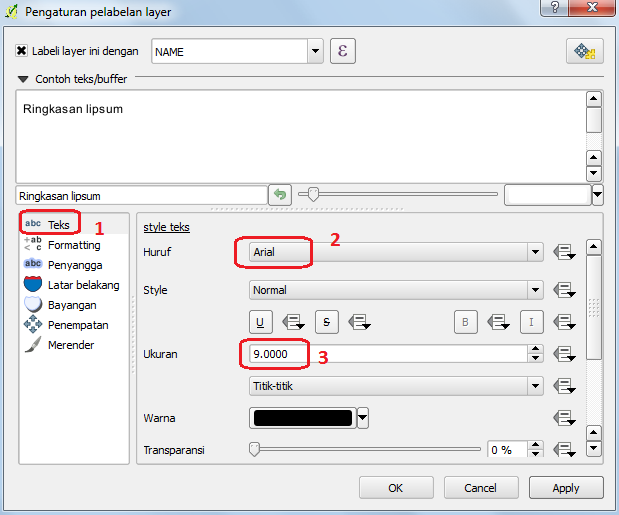 Pengaturan pelabelan layer
Labeli layer ini dengan NAME ε
Contoh teks/buffer
Ringkasan lipsum
Ringkasan lipsum
abc Teks 1
+ab < c Formatting
abc Penyangga
Latar belakang
Bayangan
Penempatan
Merender
style teks
Huruf Arial 2
Style Normal
U S B I
Ukuran 9.0000 3
Titik-titik
Warna
Transparansi 0 %
OK Cancel Apply